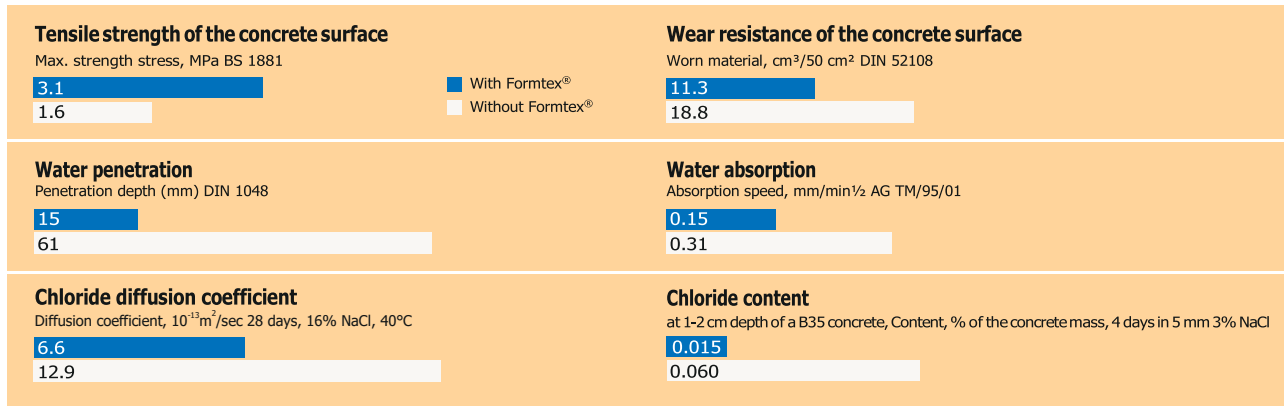 Tensile strength of the concrete surface
Max. strength stress, MPa BS 1881
3.1
1.6
With Formtex®
Without Formtex®
Wear resistance of the concrete surface
Worn material, cm³/50 cm² DIN 52108
11.3
18.8
Water penetration
Penetration depth (mm) DIN 1048
15
61
Water absorption
Absorption speed, mm/min½ AG TM/95/01
0.15
0.31
Chloride diffusion coefficient
Diffusion coefficient, 10⁻¹³m²/sec 28 days, 16% NaCl, 40°C
6.6
12.9
Chloride content
at 1-2 cm depth of a B35 concrete, Content, % of the concrete mass, 4 days in 5 mm 3% NaCl
0.015
0.060